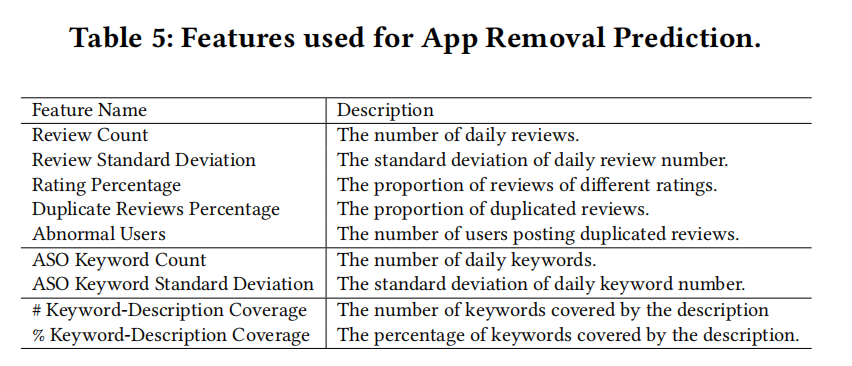 Table 5: Features used for App Removal Prediction.
Feature Name Description
Review Count The number of daily reviews.
Review Standard Deviation The standard deviation of daily review number.
Rating Percentage The proportion of reviews of different ratings.
Duplicate Reviews Percentage The proportion of duplicated reviews.
Abnormal Users The number of users posting duplicated reviews.
ASO Keyword Count The number of daily keywords.
ASO Keyword Standard Deviation The standard deviation of daily keyword number.
# Keyword-Description Coverage The number of keywords covered by the description
% Keyword-Description Coverage The percentage of keywords covered by the description.